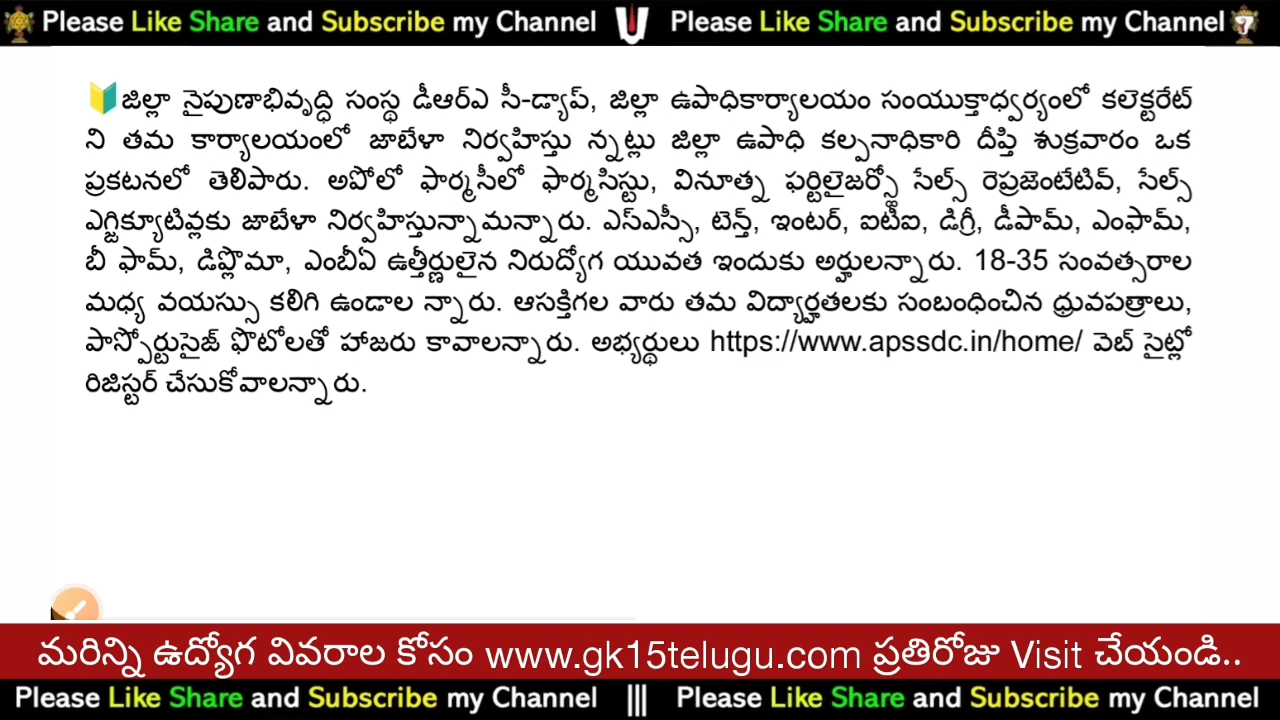 Please Like Share and Subscribe my Channel Please Like Share and Subscribe my Channel
జిల్లా నైపుణాభివృద్ధి సంస్థ డీఆర్ఎ సీ-డ్యాప్, జిల్లా ఉపాధికార్యాలయం సంయుక్తాధ్వర్యంలో కలెక్టరేట్
ని తమ కార్యాలయంలో జాబేళా నిర్వహిస్తు న్నట్లు జిల్లా ఉపాధి కల్పనాధికారి దీప్తి శుక్రవారం ఒక
ప్రకటనలో తెలిపారు. అపోలో ఫార్మసీలో ఫార్మసిస్టు, వినూత్న ఫర్టిలైజర్స్లో సేల్స్ రెప్రజెంటేటివ్, సేల్స్
ఎగ్జిక్యూటివ్లకు జాబేళా నిర్వహిస్తున్నామన్నారు. ఎస్ఎస్సీ, టెన్త్, ఇంటర్, ఐటీఐ, డిగ్రీ, డీపామ్, ఎంఫామ్,
బీ ఫామ్, డిప్లొమా, ఎంబీఏ ఉత్తీర్ణులైన నిరుద్యోగ యువత ఇందుకు అర్హులన్నారు. 18-35 సంవత్సరాల
మధ్య వయస్సు కలిగి ఉండాల న్నారు. ఆసక్తిగల వారు తమ విద్యార్హతలకు సంబంధించిన ధ్రువపత్రాలు,
పాస్పోర్టుసైజ్ ఫొటోలతో హాజరు కావాలన్నారు. అభ్యర్థులు https://www.apssdc.in/home/ వెబ్ సైట్లో
రిజిస్టర్ చేసుకోవాలన్నారు.
మరిన్ని ఉద్యోగ వివరాల కోసం www.gk15telugu.com ప్రతిరోజు Visit చేయండి..
Please Like Share and Subscribe my Channel ||| Please Like Share and Subscribe my Channel